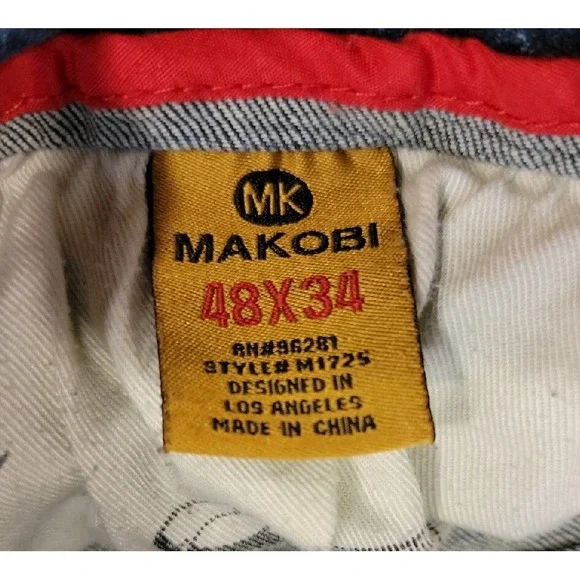 MK
MAKOBI
48X34
RN#96281
STYLE# M1725
DESIGNED IN
LOS ANGELES
MADE IN CHINA